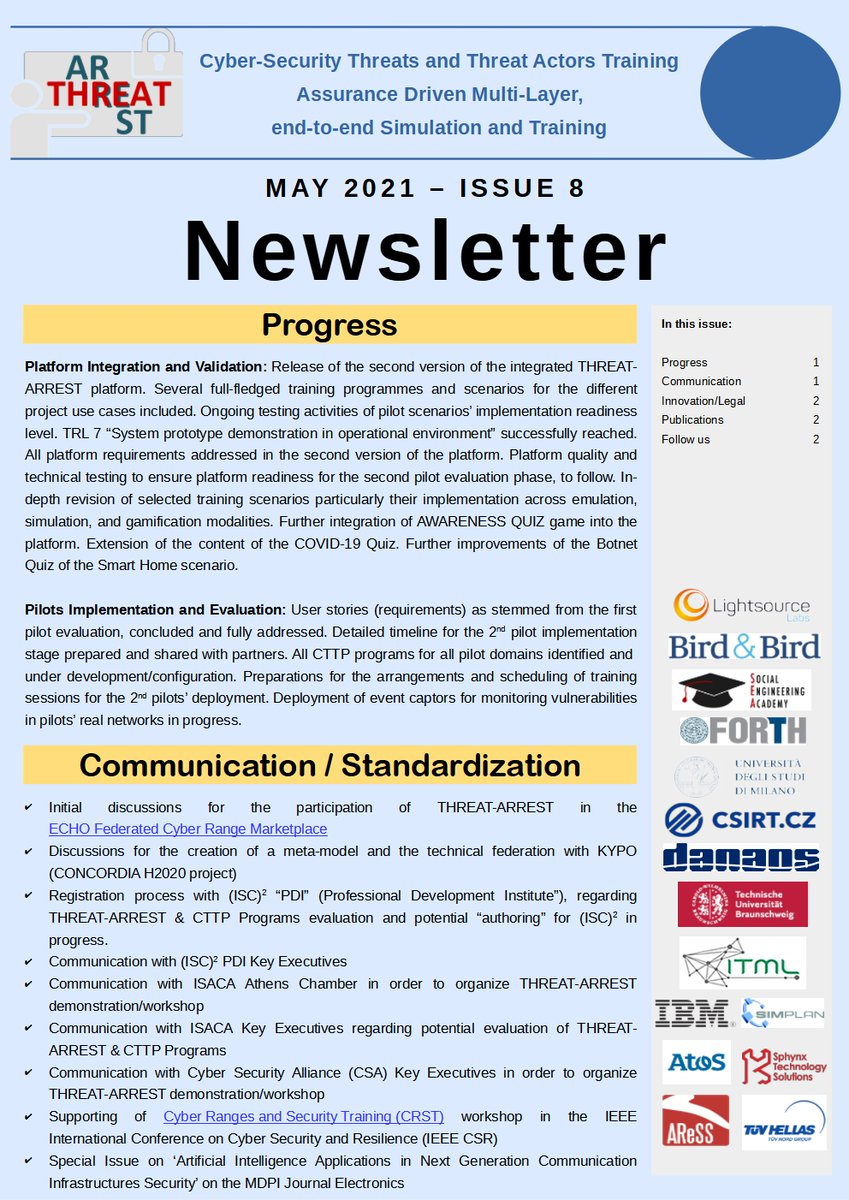 AR
THREAT
ST
Cyber-Security Threats and Threat Actors Training
Assurance Driven Multi-Layer,
end-to-end Simulation and Training
MAY 2021 – ISSUE 8
Newsletter
Progress
Platform Integration and Validation: Release of the second version of the integrated THREAT-
ARREST platform. Several full-fledged training programmes and scenarios for the different
project use cases included. Ongoing testing activities of pilot scenarios' implementation readiness
level. TRL 7 “System prototype demonstration in operational environment” successfully reached.
All platform requirements addressed in the second version of the platform. Platform quality and
technical testing to ensure platform readiness for the second pilot evaluation phase, to follow. In-
depth revision of selected training scenarios particularly their implementation across emulation,
simulation, and gamification modalities. Further integration of AWARENESS QUIZ game into the
platform. Extension of the content of the COVID-19 Quiz. Further improvements of the Botnet
Quiz of the Smart Home scenario.
Pilots Implementation and Evaluation: User stories (requirements) as stemmed from the first
pilot evaluation, concluded and fully addressed. Detailed timeline for the 2nd pilot implementation
stage prepared and shared with partners. All CTTP programs for all pilot domains identified and
under development/configuration. Preparations for the arrangements and scheduling of training
sessions for the 2nd pilots' deployment. Deployment of event captors for monitoring vulnerabilities
in pilots' real networks in progress.
Communication / Standardization
✔ Initial discussions for the participation of THREAT-ARREST in the
ECHO Federated Cyber Range Marketplace
✔ Discussions for the creation of a meta-model and the technical federation with KYPO
(CONCORDIA H2020 project)
✔ Registration process with (ISC)² “PDI” (Professional Development Institute”), regarding
THREAT-ARREST & CTTP Programs evaluation and potential “authoring” for (ISC)² in
progress.
✔ Communication with (ISC)² PDI Key Executives
✔ Communication with ISACA Athens Chamber in order to organize THREAT-ARREST
demonstration/workshop
✔ Communication with ISACA Key Executives regarding potential evaluation of THREAT-
ARREST & CTTP Programs
✔ Communication with Cyber Security Alliance (CSA) Key Executives in order to organize
THREAT-ARREST demonstration/workshop
✔ Supporting of Cyber Ranges and Security Training (CRST) workshop in the IEEE
International Conference on Cyber Security and Resilience (IEEE CSR)
✔ Special Issue on ‘Artificial Intelligence Applications in Next Generation Communication
Infrastructures Security’ on the MDPI Journal Electronics
In this issue:
Progress 1
Communication 1
Innovation/Legal 2
Publications 2
Follow us 2
Lightsource
Labs
Bird & Bird
SOCIAL
ENGINEERING
ACADEMY
FORTH
UNIVERSITÀ
DEGLI STUDI
DI MILANO
CSIRT.CZ
danaos
Technische
Universität
Braunschweig
ITML
IBM
SIMPLAN
Atos
Sphynx
Technology
Solutions
AReSS
TÜV HELLAS
TÜV NORD GROUP